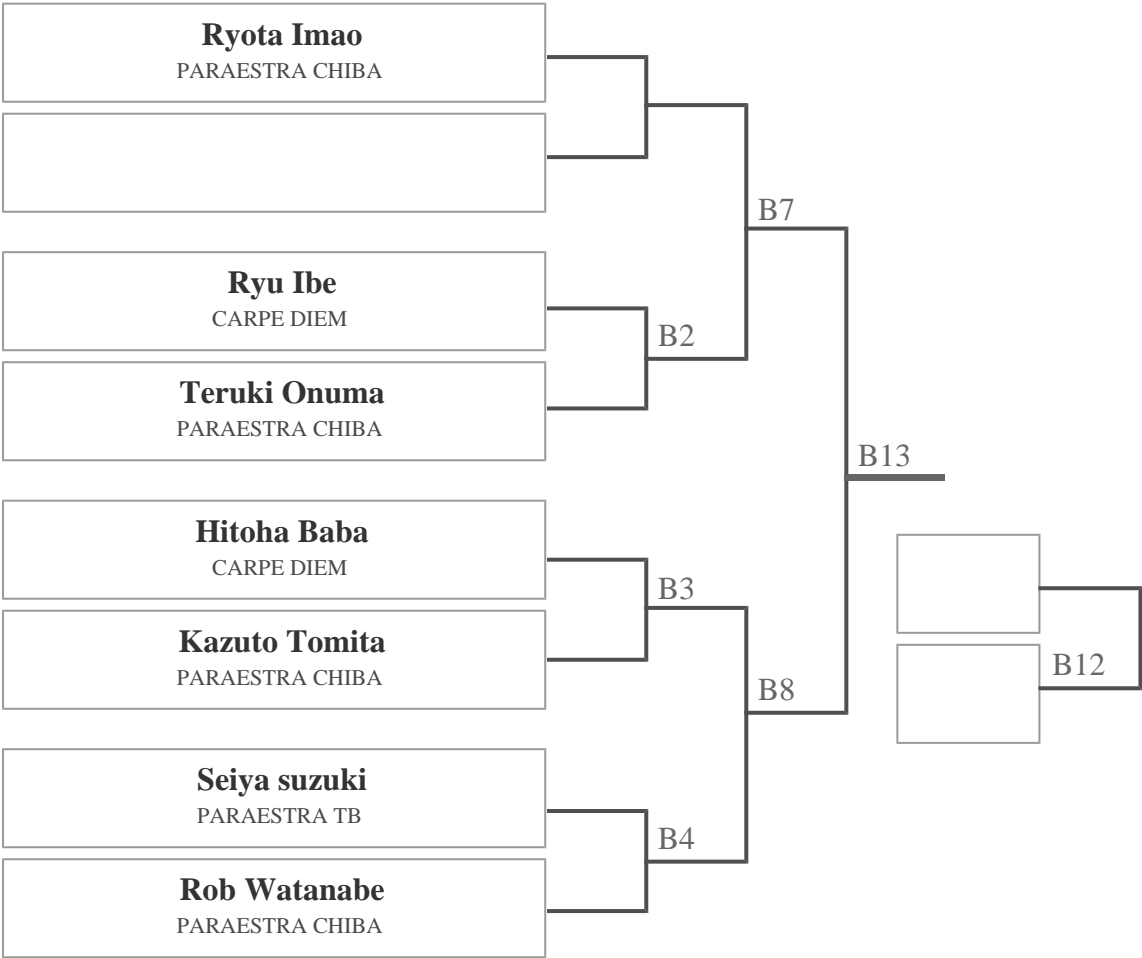 Ryota Imao
PARAESTRA CHIBA
B7
Ryu Ibe
CARPE DIEM
B2
Teruki Onuma
PARAESTRA CHIBA
B13
Hitoha Baba
CARPE DIEM
B3
Kazuto Tomita
PARAESTRA CHIBA
B12
B8
Seiya suzuki
PARAESTRA TB
B4
Rob Watanabe
PARAESTRA CHIBA